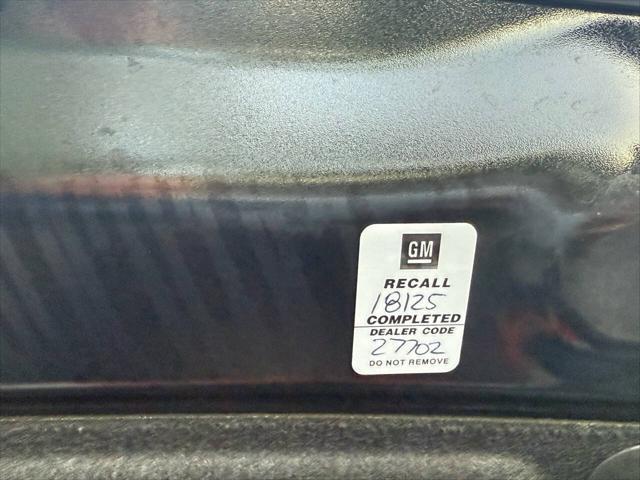 GM
RECALL
18125
COMPLETED
DEALER CODE
27702
DO NOT REMOVE